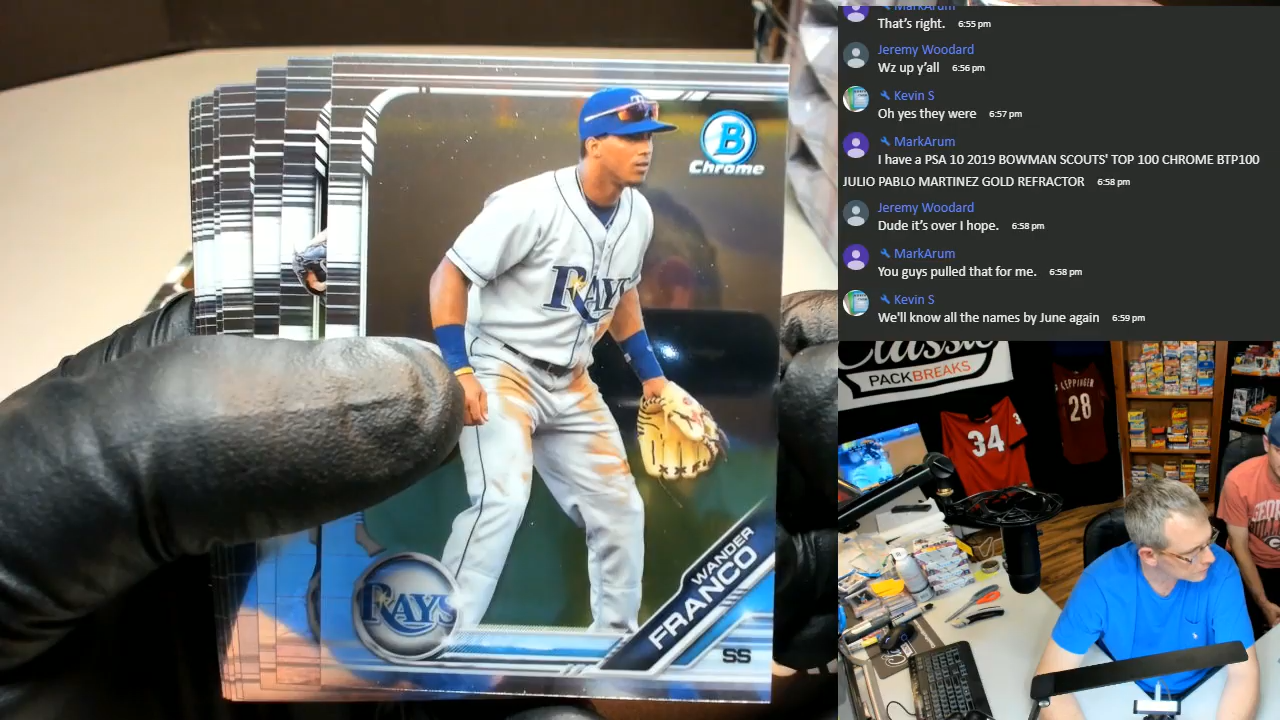 MarkArum
That's right. 6:55 pm
Jeremy Woodard
Wz up y'all 6:56 pm
Kevin S
Oh yes they were 6:57 pm
MarkArum
I have a PSA 10 2019 BOWMAN SCOUTS' TOP 100 CHROME BTP100
JULIO PABLO MARTINEZ GOLD REFRACTOR 6:58 pm
Jeremy Woodard
Dude it's over I hope. 6:58 pm
MarkArum
You guys pulled that for me. 6:58 pm
Kevin S
We'll know all the names by June again 6:59 pm
B
Chrome
RAYS
RAYS
WANDER
FRANCO
SS
Classic
PACKBREAKS
LEPPINGER
28
34
3